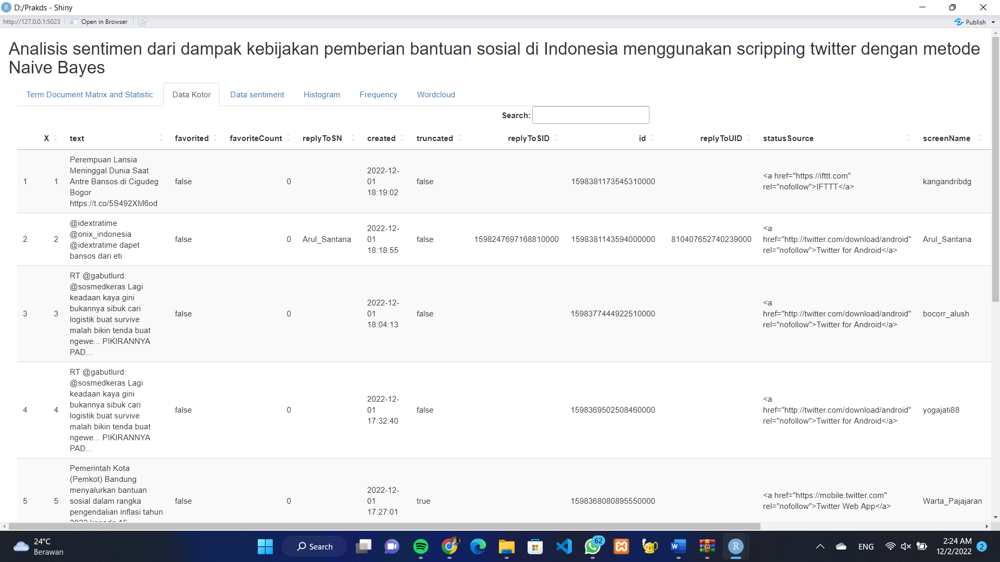 D:/Prakds - Shiny
http://127.0.0.1:5023 Open in Browser Publish
Analisis sentimen dari dampak kebijakan pemberian bantuan sosial di Indonesia menggunakan scripping twitter dengan metode
Naive Bayes
Term Document Matrix and Statistic Data Kotor Data sentiment Histogram Frequency Wordcloud
Search:
X text favorited favoriteCount replyToSN created truncated replyToSID id replyToUID statusSource screenName
1 1
Perempuan Lansia
Meninggal Dunia Saat
Antre Bansos di Cigudeg
Bogor
https://t.co/5S492XM6od
false 0
2022-12-
01
18:19:02
false 1598381173545310000
<a href="https://ifttt.com"
rel="nofollow">IFTTT</a>
kangandribdg
2 2
@idextratime
@onix_indonesia
@idextratime dapet
bansos dari eti
false 0 Arul_Santana
2022-12-
01
18:18:55
false 1598247697168810000 1598381143594000000 810407652740239000
<a
href="http://twitter.com/download/android"
rel="nofollow">Twitter for Android</a>
Arul_Santana
3 3
RT @gabutlurd:
@sosmedkeras Lagi
keadaan kaya gini
bukannya sibuk cari
logistik buat survive
malah bikin tenda buat
ngewe... PIKIRANNYA
PAD…
false 0
2022-12-
01
18:04:13
false 1598377444922510000
<a
href="http://twitter.com/download/android"
rel="nofollow">Twitter for Android</a>
bocorr_alush
4 4
RT @gabutlurd:
@sosmedkeras Lagi
keadaan kaya gini
bukannya sibuk cari
logistik buat survive
malah bikin tenda buat
ngewe... PIKIRANNYA
PAD…
false 0
2022-12-
01
17:32:40
false 1598369502508460000
<a
href="http://twitter.com/download/android"
rel="nofollow">Twitter for Android</a>
yogajati88
5 5
Pemerintah Kota
(Pemkot) Bandung
menyalurkan bantuan
sosial dalam rangka
pengendalian inflasi tahun
2022 kepada 15
false 0
2022-12-
01
17:27:01
true 1598368080895550000
<a href="https://mobile.twitter.com"
rel="nofollow">Twitter Web App</a>
Warta_Pajajaran
24°C
Berawan
Search
62
ENG
2:24 AM
12/2/2022
2